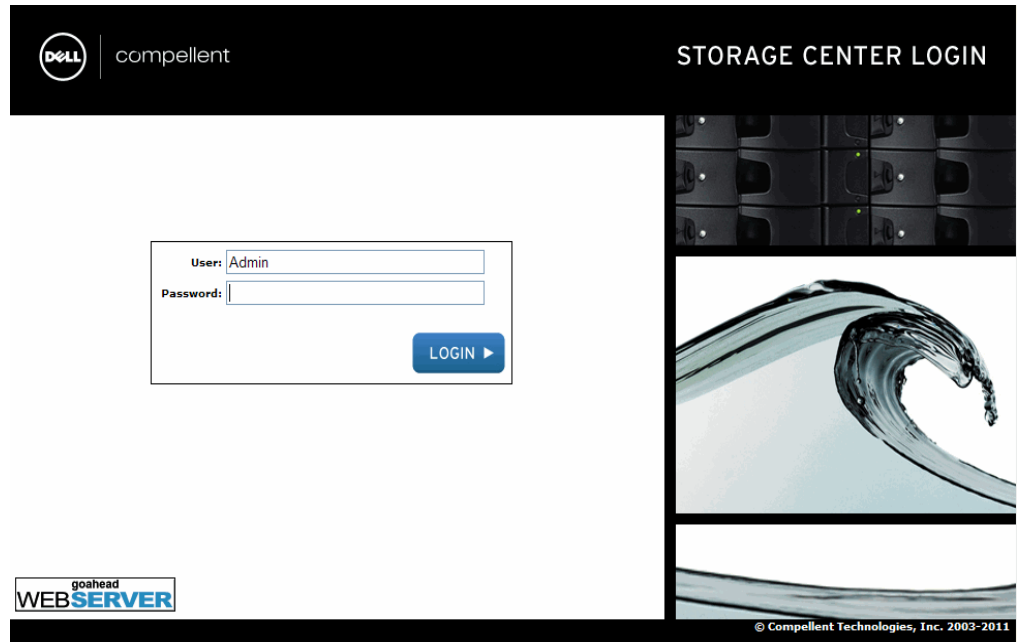 DELL compellent
STORAGE CENTER LOGIN
User: Admin
Password:
LOGIN
goahead
WEBSERVER
© Compellent Technologies, Inc. 2003-2011